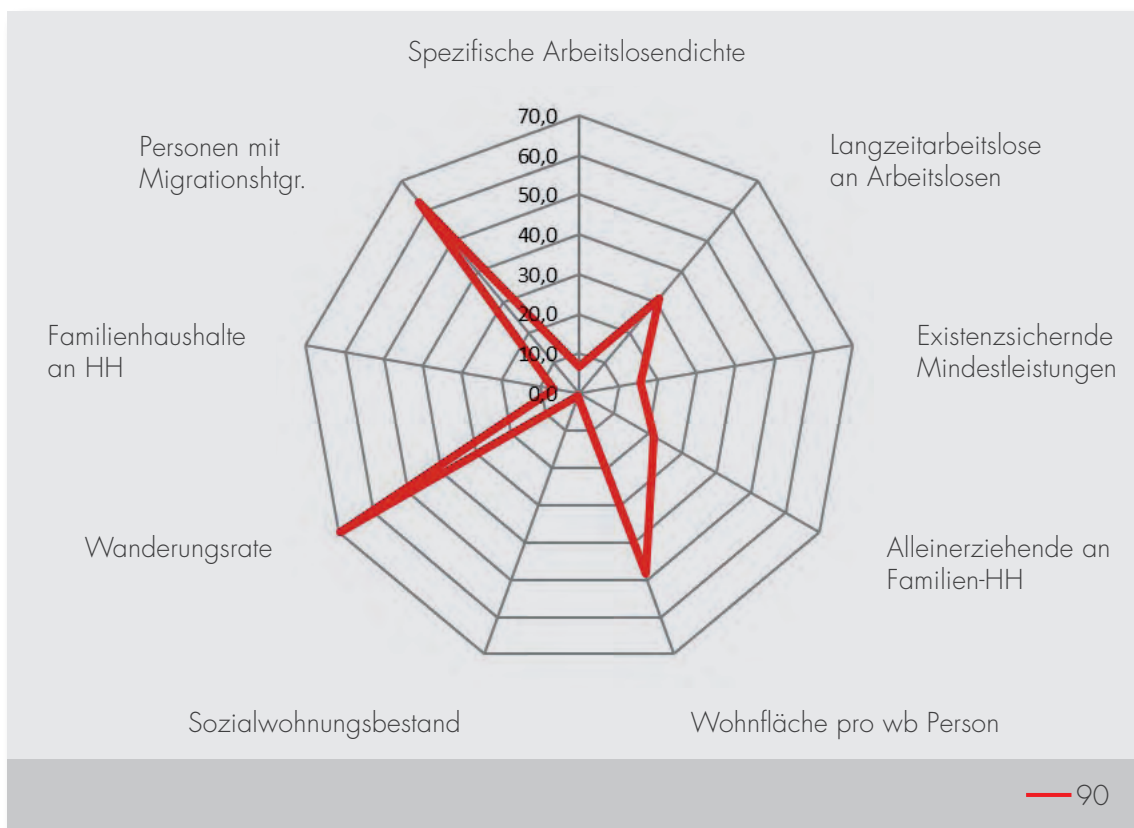 Spezifische Arbeitslosendichte
Langzeitarbeitslose
an Arbeitslosen
Existenzsichernde
Mindestleistungen
Alleinerziehende an
Familien-HH
Wohnfläche pro wb Person
Sozialwohnungsbestand
Wanderungsrate
Familienhaushalte
an HH
Personen mit
Migrationshtgr.
70,0
60,0
50,0
40,0
30,0
20,0
10,0
0,0
90